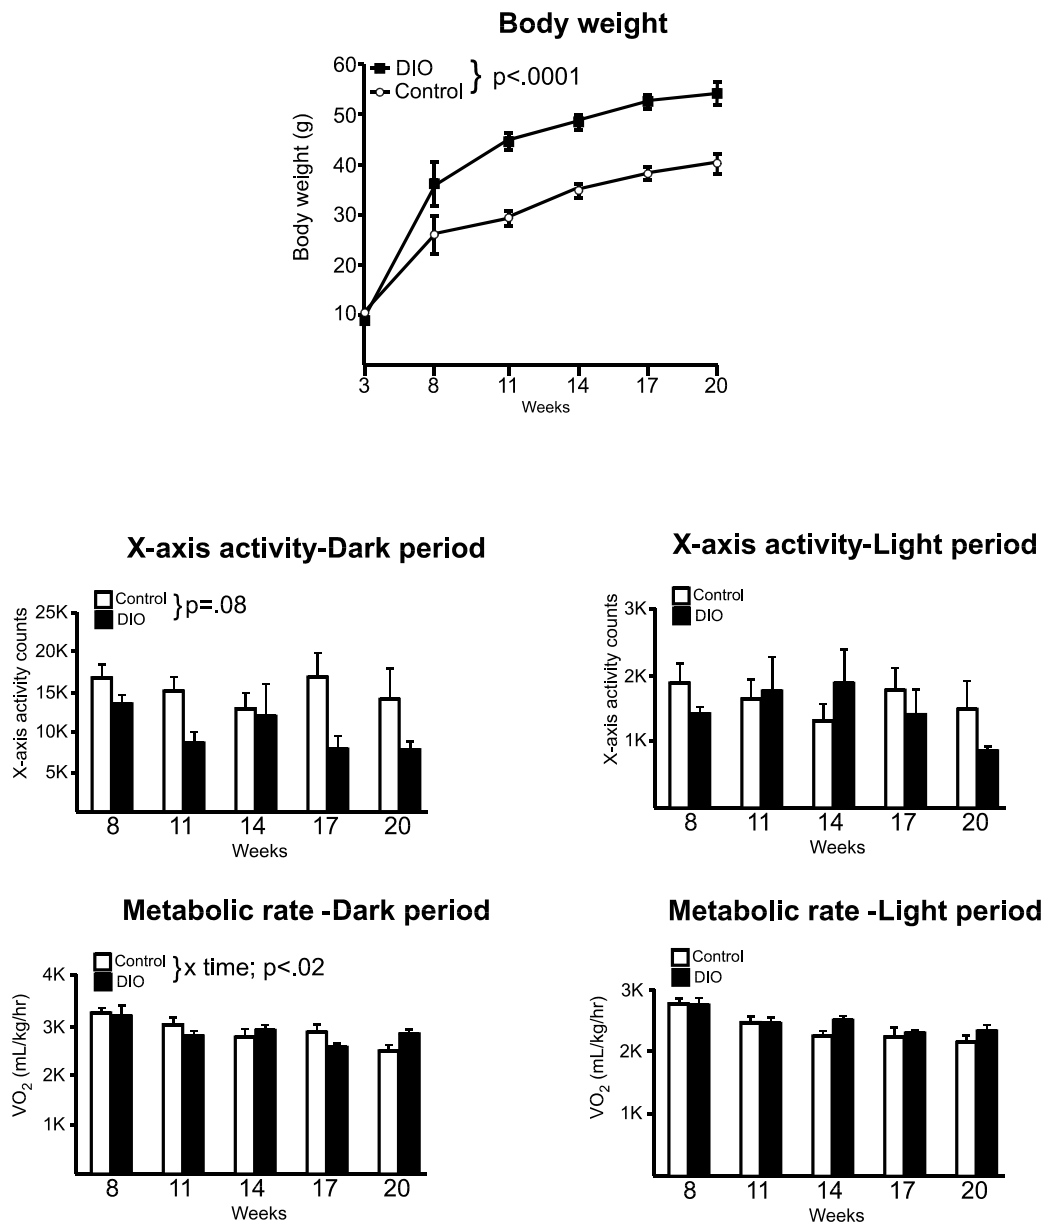 Body weight
DIO
Control
} p<.0001
Body weight (g)
60
50
40
30
20
10
3 8 11 14 17 20
Weeks
X-axis activity-Dark period
Control
DIO
}p=.08
X-axis activity counts
25K
20K
15K
10K
5K
8 11 14 17 20
Weeks
X-axis activity-Light period
Control
DIO
X-axis activity counts
3K
2K
1K
8 11 14 17 20
Weeks
Metabolic rate -Dark period
Control
DIO
}x time; p<.02
VO2 (mL/kg/hr)
4K
3K
2K
1K
8 11 14 17 20
Weeks
Metabolic rate -Light period
Control
DIO
VO2 (mL/kg/hr)
3K
2K
1K
8 11 14 17 20
Weeks